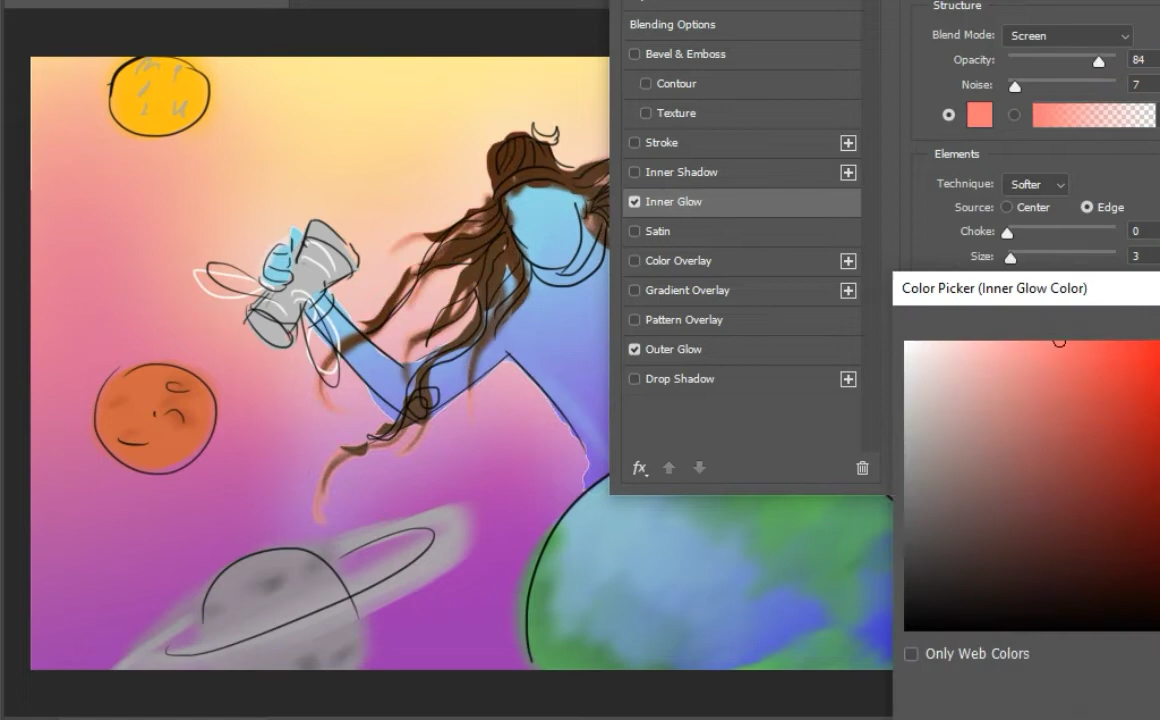 Structure
Blending Options
Blend Mode: Screen
Bevel & Emboss
Opacity: 84
Contour
Noise: 7
Texture
Stroke
Elements
Inner Shadow
Technique: Softer
Inner Glow
Source: Center Edge
Satin
Choke: 0
Color Overlay
Size: 3
Gradient Overlay
Color Picker (Inner Glow Color)
Pattern Overlay
Outer Glow
Drop Shadow
fx
Only Web Colors